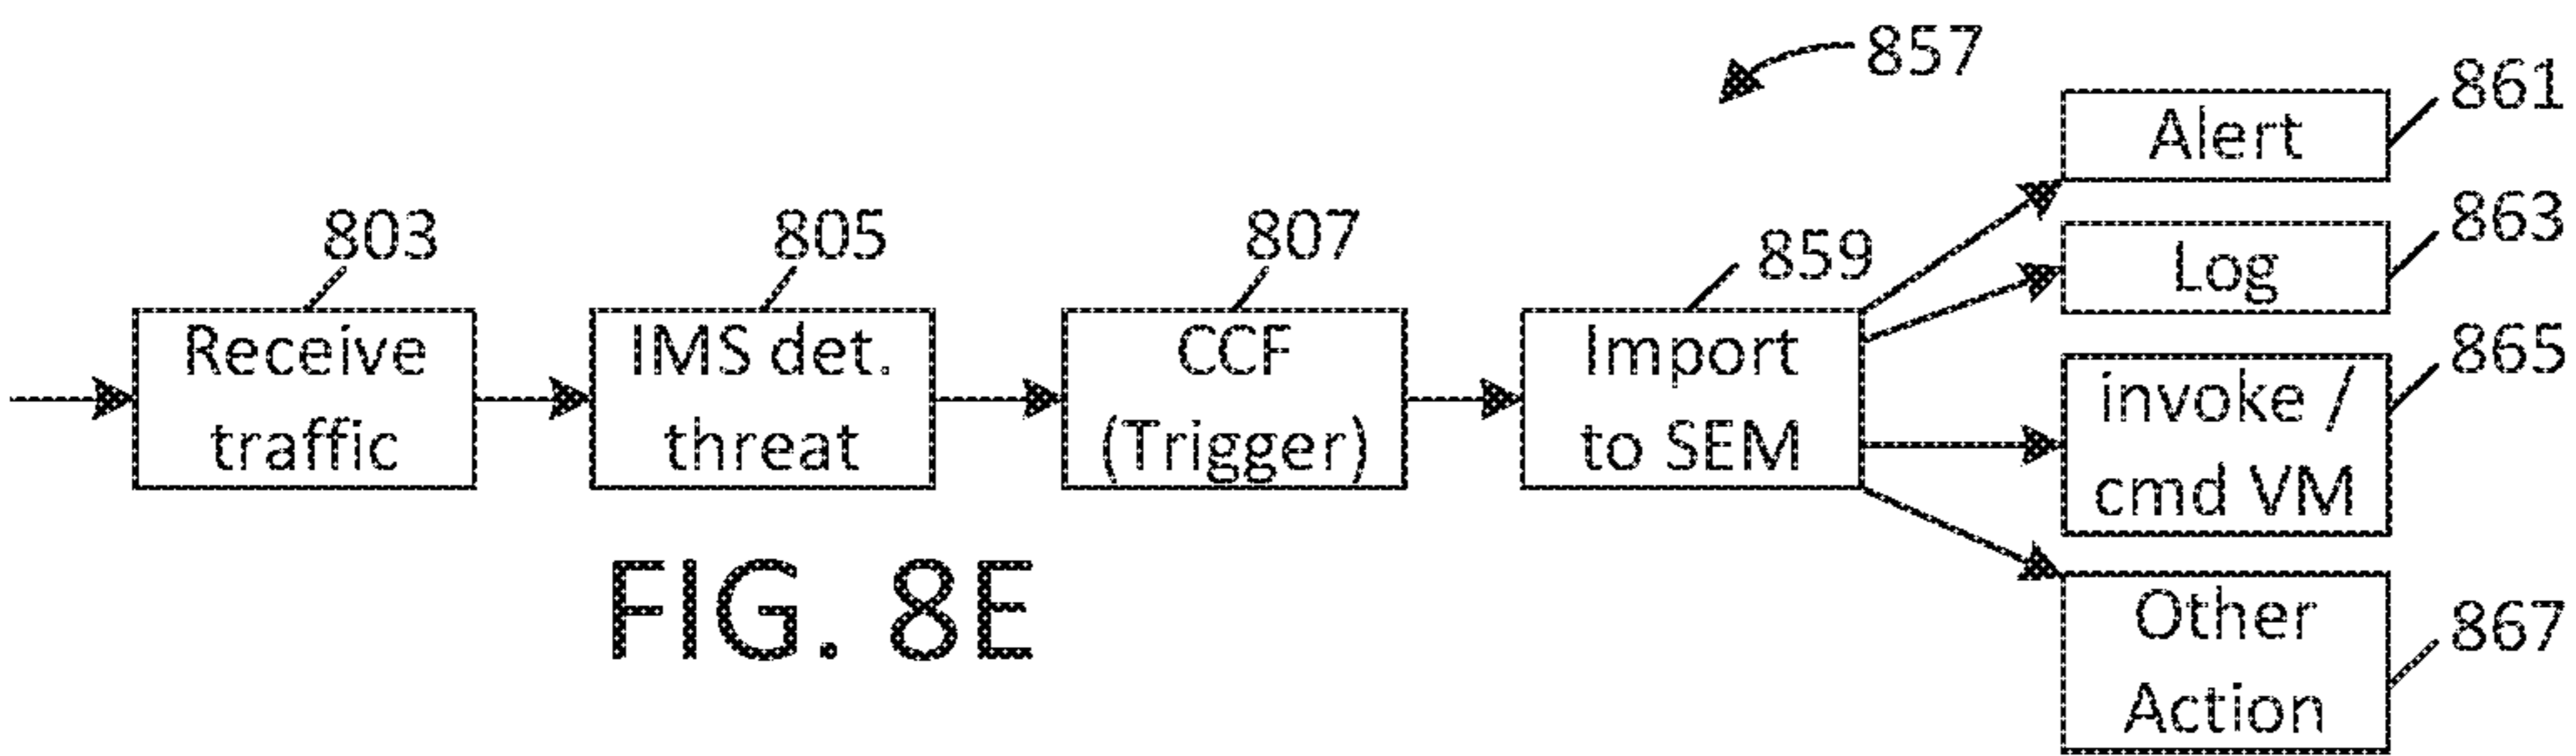 857
803
Receive
traffic
805
IMS det.
threat
807
CCF
(Trigger)
859
Import
to SEM
861
Alert
863
Log
865
invoke /
cmd VM
867
Other
Action
FIG. 8E